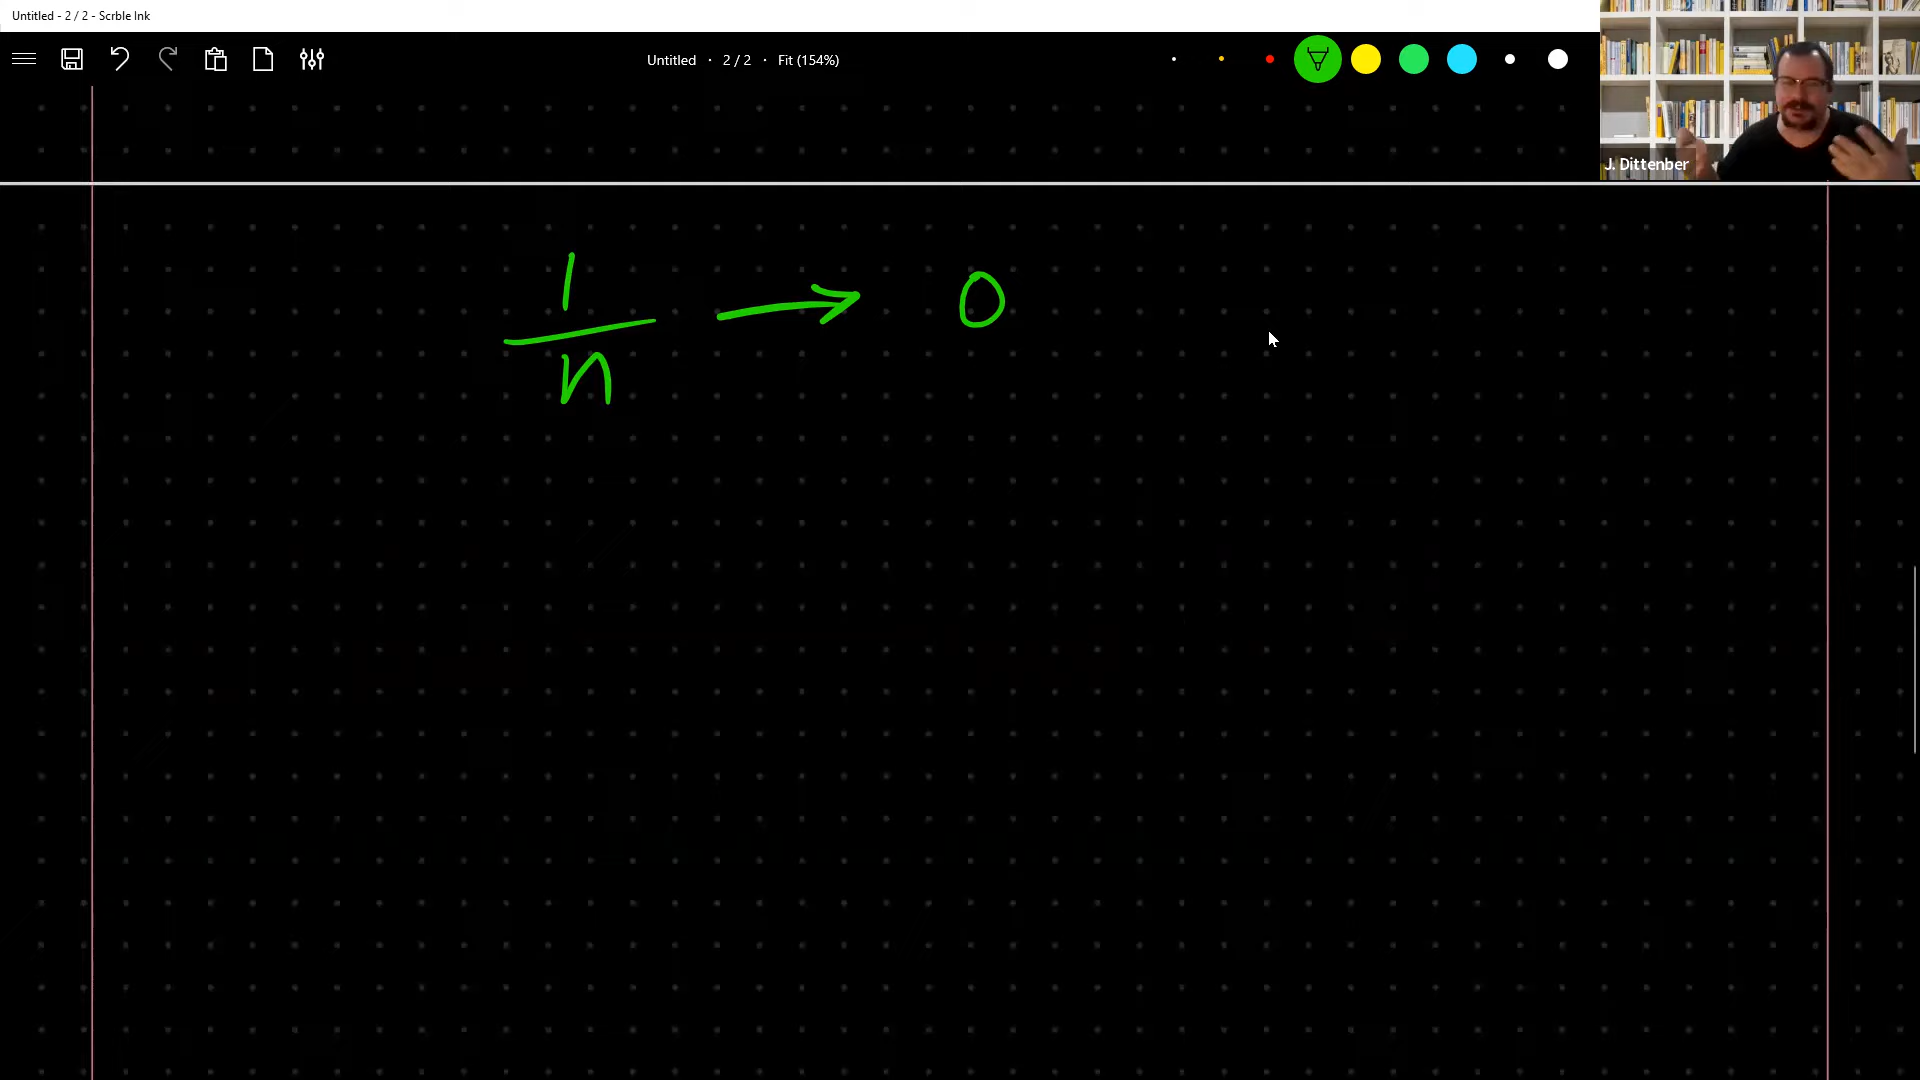 Untitled - 2 / 2 - Scrble Ink
Untitled · 2 / 2 · Fit (154%)
J. Dittenber
1
n
→ 0